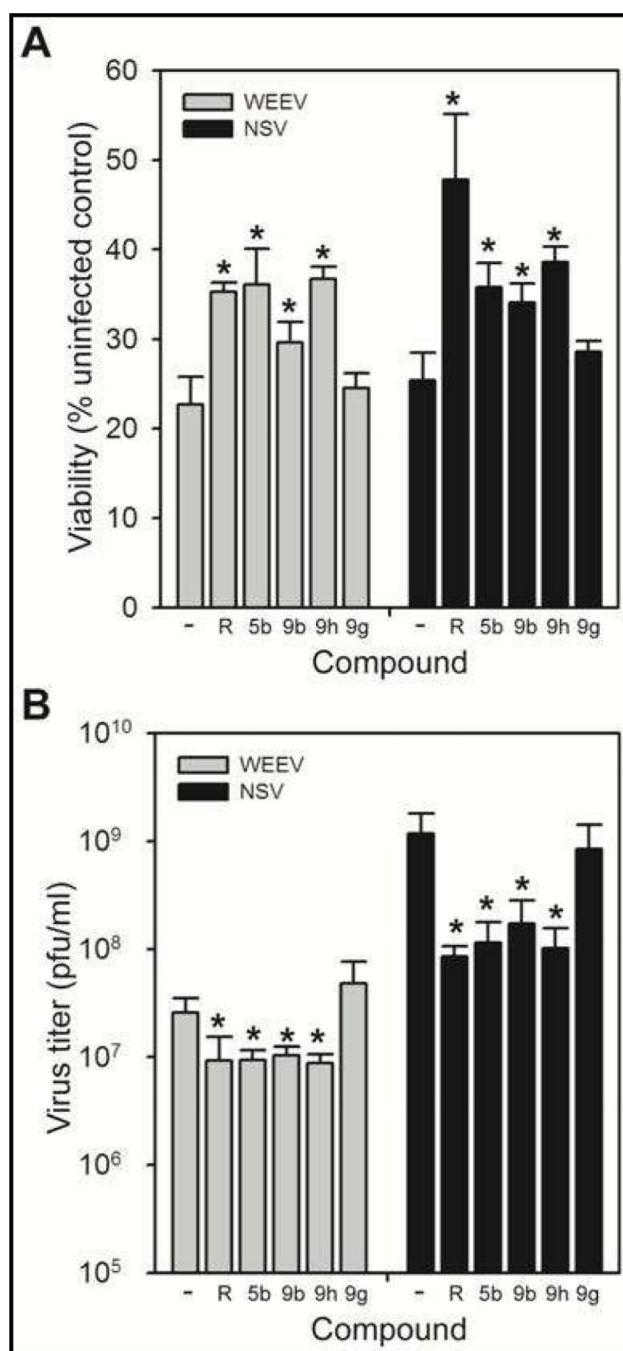 A
60
50
40
30
20
10
0
Viability (% uninfected control)
WEEV
NSV
* * * * * * * *
- R 5b 9b 9h 9g - R 5b 9b 9h 9g
Compound
B
10¹⁰
10⁹
10⁸
10⁷
10⁶
10⁵
Virus titer (pfu/ml)
WEEV
NSV
* * * * * * * *
- R 5b 9b 9h 9g - R 5b 9b 9h 9g
Compound